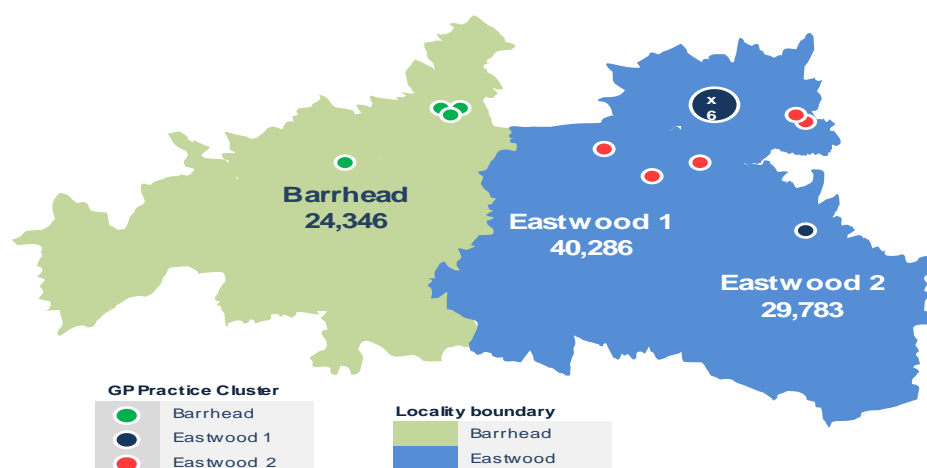 x
6
Barrhead
24,346
Eastwood 1
40,286
Eastwood 2
29,783
GP Practice Cluster
Barrhead
Eastwood 1
Eastwood 2
Locality boundary
Barrhead
Eastwood